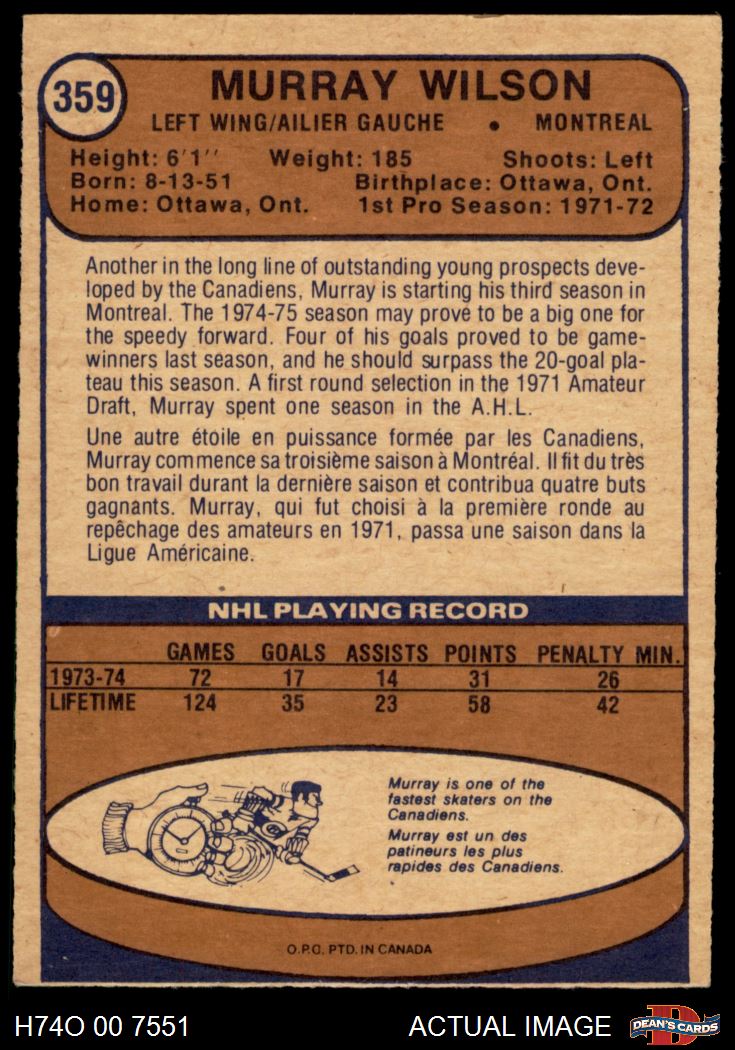 359
MURRAY WILSON
LEFT WING/AILIER GAUCHE • MONTREAL
Height: 6'1'' Weight: 185 Shoots: Left
Born: 8-13-51 Birthplace: Ottawa, Ont.
Home: Ottawa, Ont. 1st Pro Season: 1971-72
Another in the long line of outstanding young prospects deve-
loped by the Canadiens, Murray is starting his third season in
Montreal. The 1974-75 season may prove to be a big one for
the speedy forward. Four of his goals proved to be game-
winners last season, and he should surpass the 20-goal pla-
teau this season. A first round selection in the 1971 Amateur
Draft, Murray spent one season in the A.H.L.
Une autre étoile en puissance formée par les Canadiens,
Murray commence sa troisième saison à Montréal. Il fit du très
bon travail durant la dernière saison et contribua quatre buts
gagnants. Murray, qui fut choisi à la première ronde au
repêchage des amateurs en 1971, passa une saison dans la
Ligue Américaine.
NHL PLAYING RECORD
GAMES GOALS ASSISTS POINTS PENALTY MIN.
1973-74 72 17 14 31 26
LIFETIME 124 35 23 58 42
Murray is one of the
fastest skaters on the
Canadiens.
Murray est un des
patineurs les plus
rapides des Canadiens.
O.P.C. PTD. IN CANADA
H74O 00 7551 ACTUAL IMAGE DEAN'S CARDS